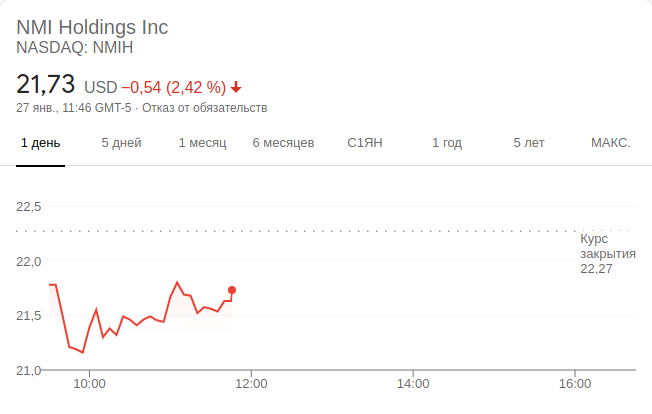 NMI Holdings Inc
NASDAQ: NMIH
21,73 USD −0,54 (2,42 %)
27 янв., 11:46 GMT-5 · Отказ от обязательств
1 день 5 дней 1 месяц 6 месяцев С1ЯН 1 год 5 лет МАКС.
22,5
Курс
закрытия
22,27
22,0
21,5
21,0
10:00 12:00 14:00 16:00